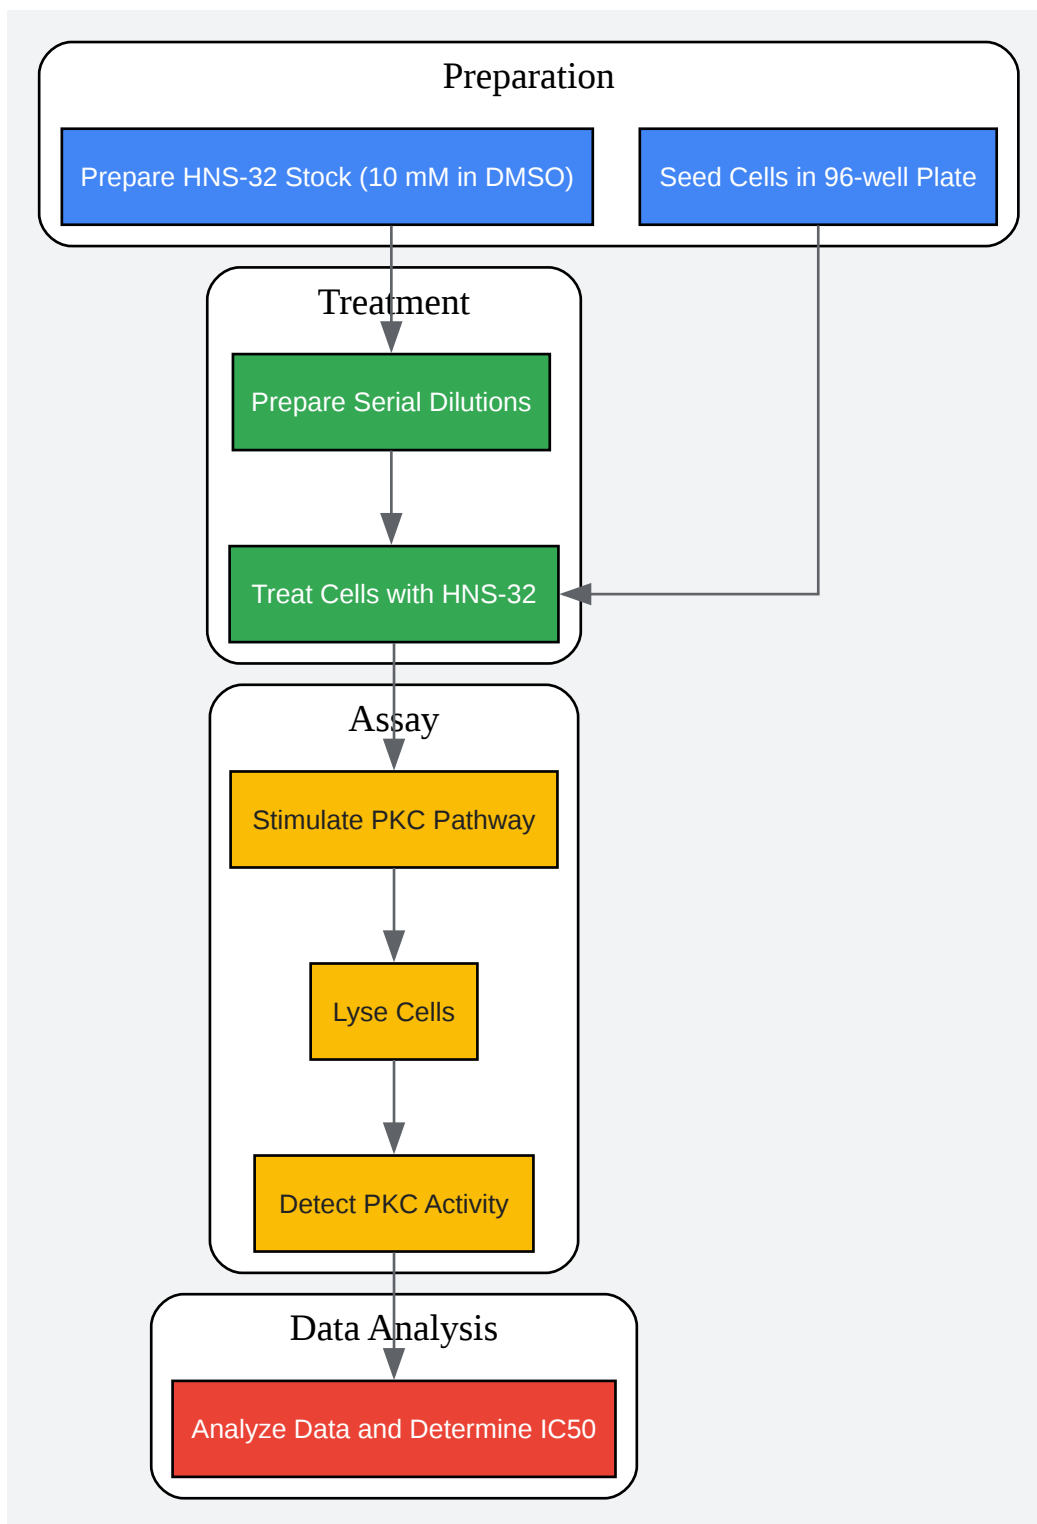 Preparation
Prepare HNS-32 Stock (10 mM in DMSO)
Seed Cells in 96-well Plate
Treatment
Prepare Serial Dilutions
Treat Cells with HNS-32
Assay
Stimulate PKC Pathway
Lyse Cells
Detect PKC Activity
Data Analysis
Analyze Data and Determine IC50